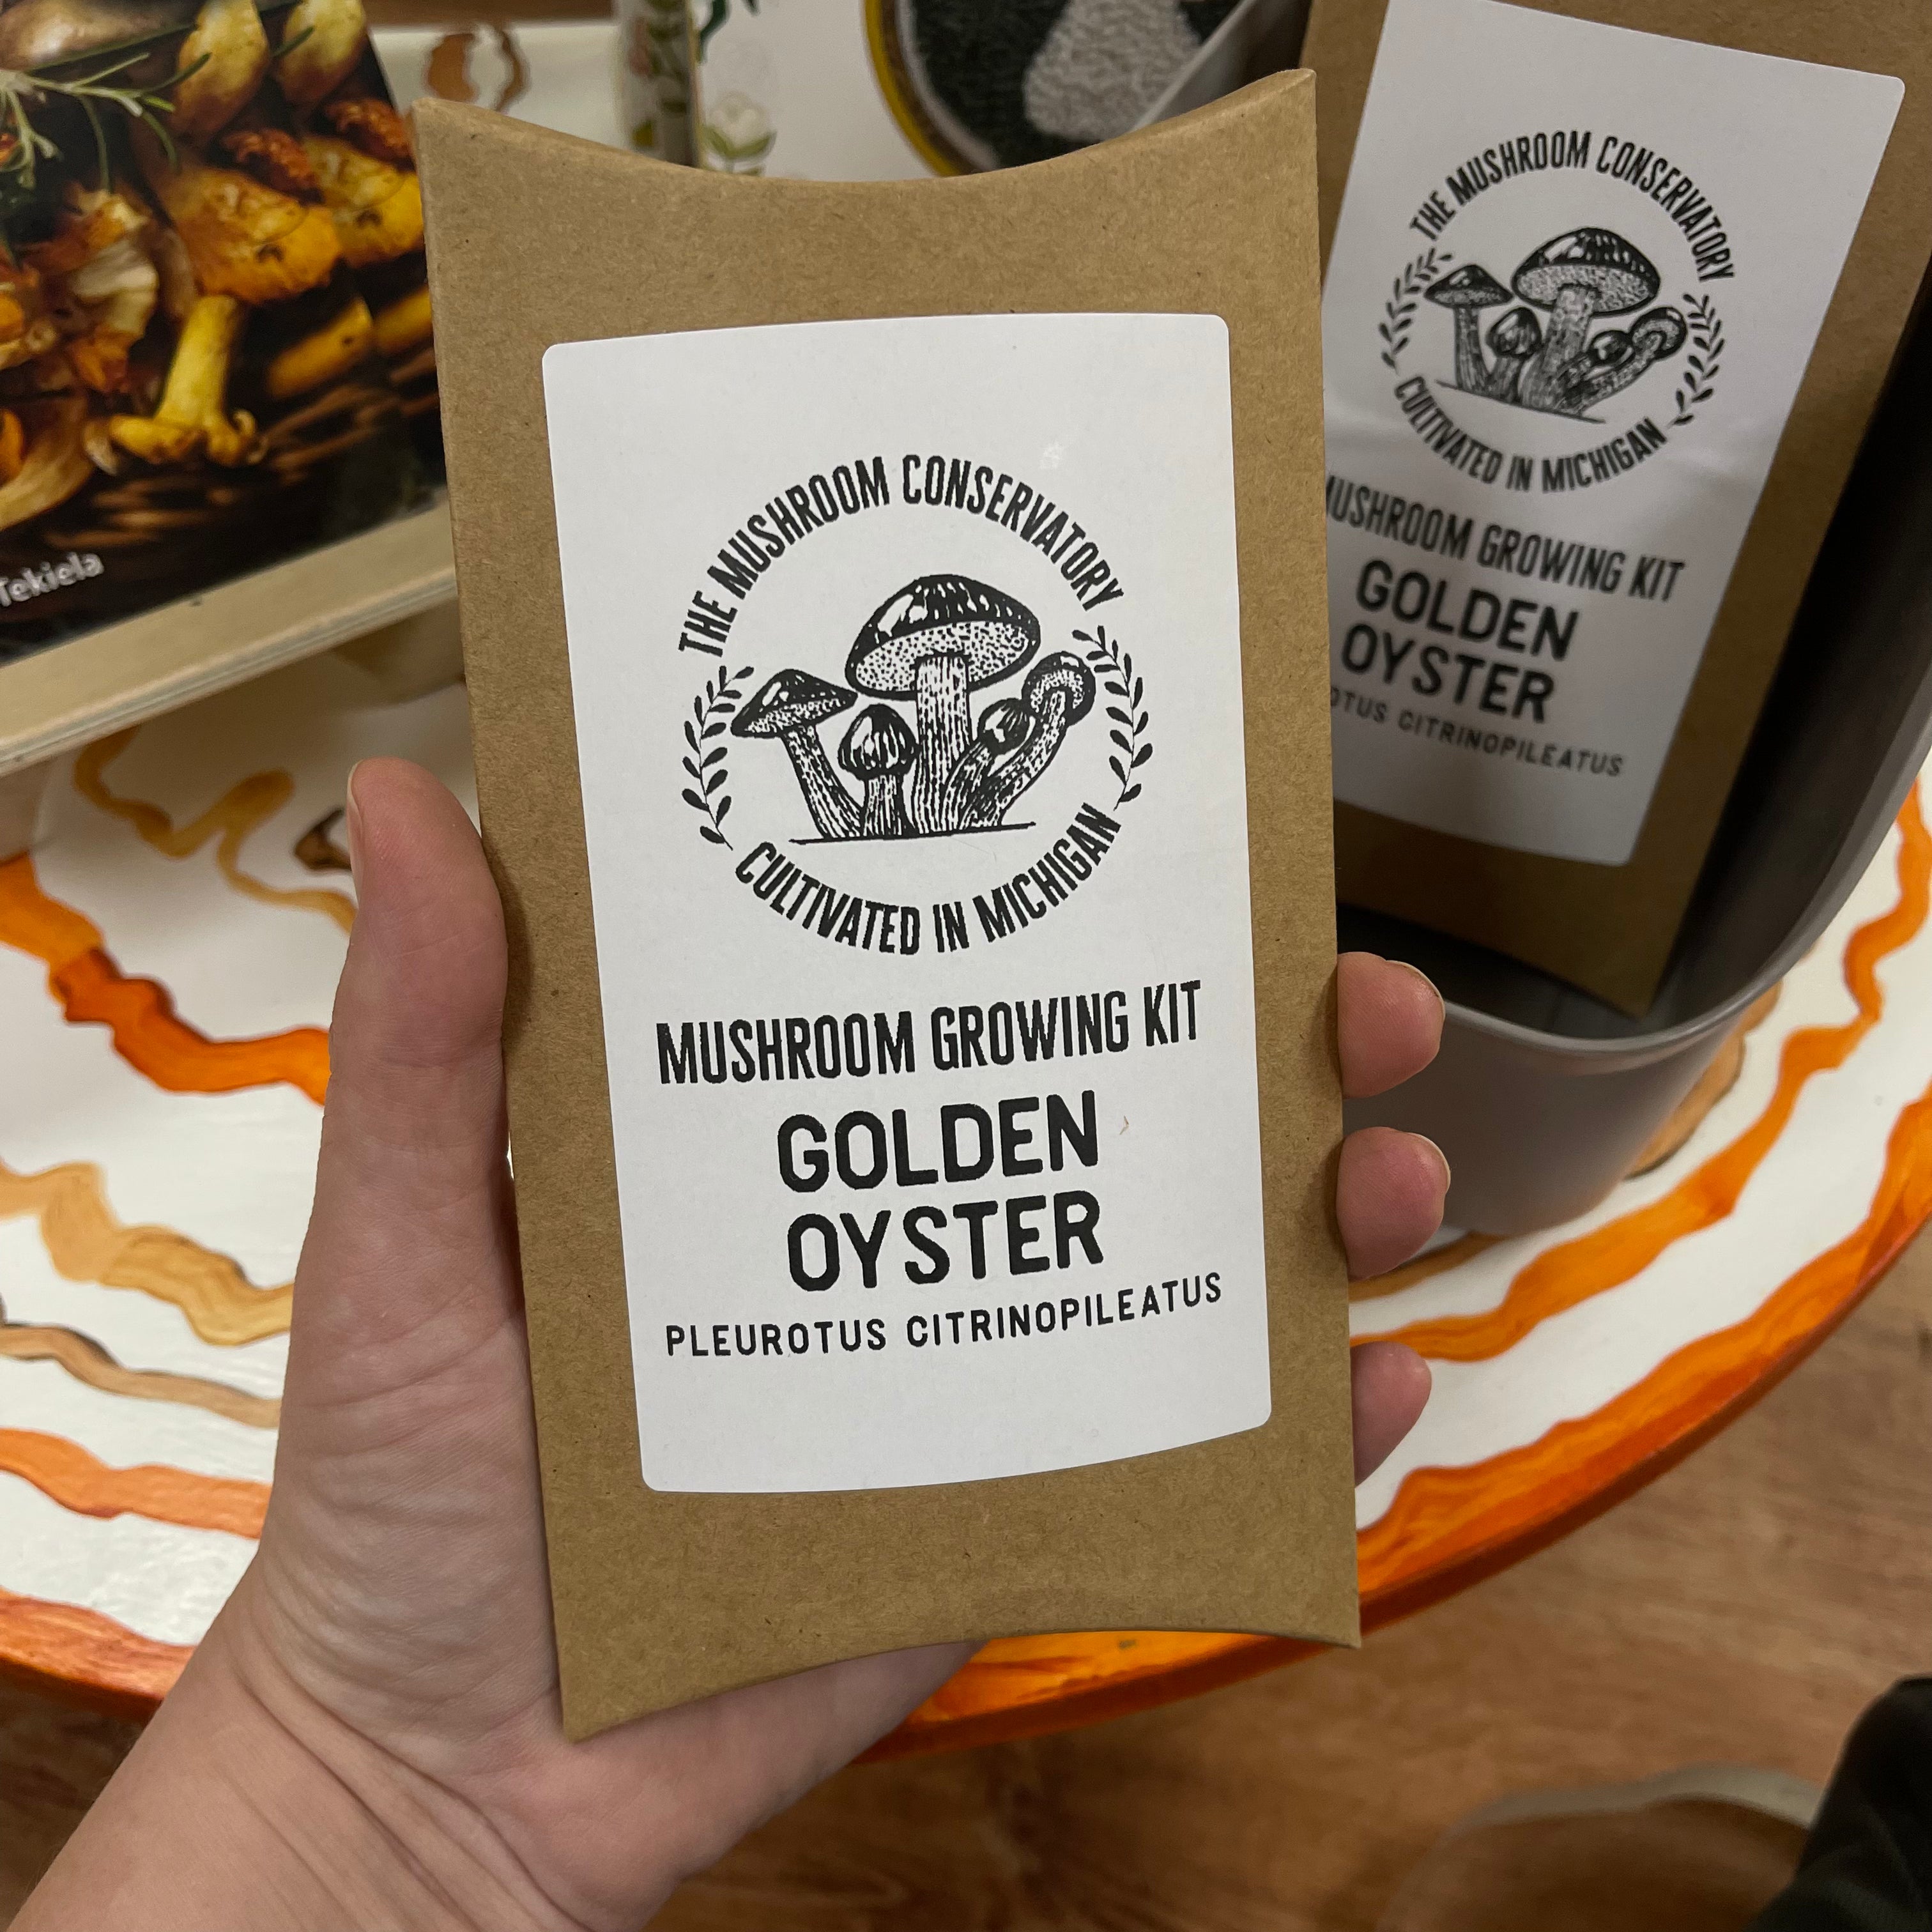 THE MUSHROOM CONSERVATORY
CULTIVATED IN MICHIGAN
MUSHROOM GROWING KIT
GOLDEN
OYSTER
PLEUROTUS CITRINOPILEATUS
THE MUSHROOM CONSERVATORY
CULTIVATED IN MICHIGAN
MUSHROOM GROWING KIT
GOLDEN
OYSTER
CITRINOPILEATUS
Tekiela